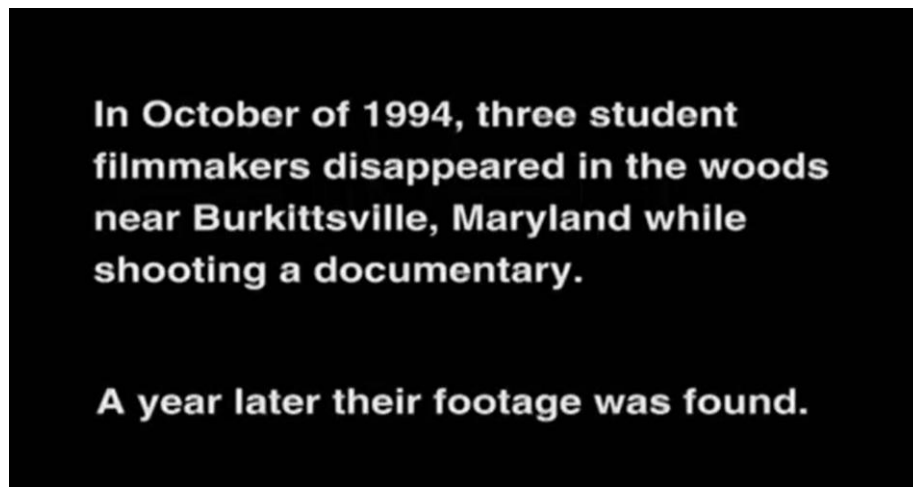 In October of 1994, three student
filmmakers disappeared in the woods
near Burkittsville, Maryland while
shooting a documentary.
A year later their footage was found.